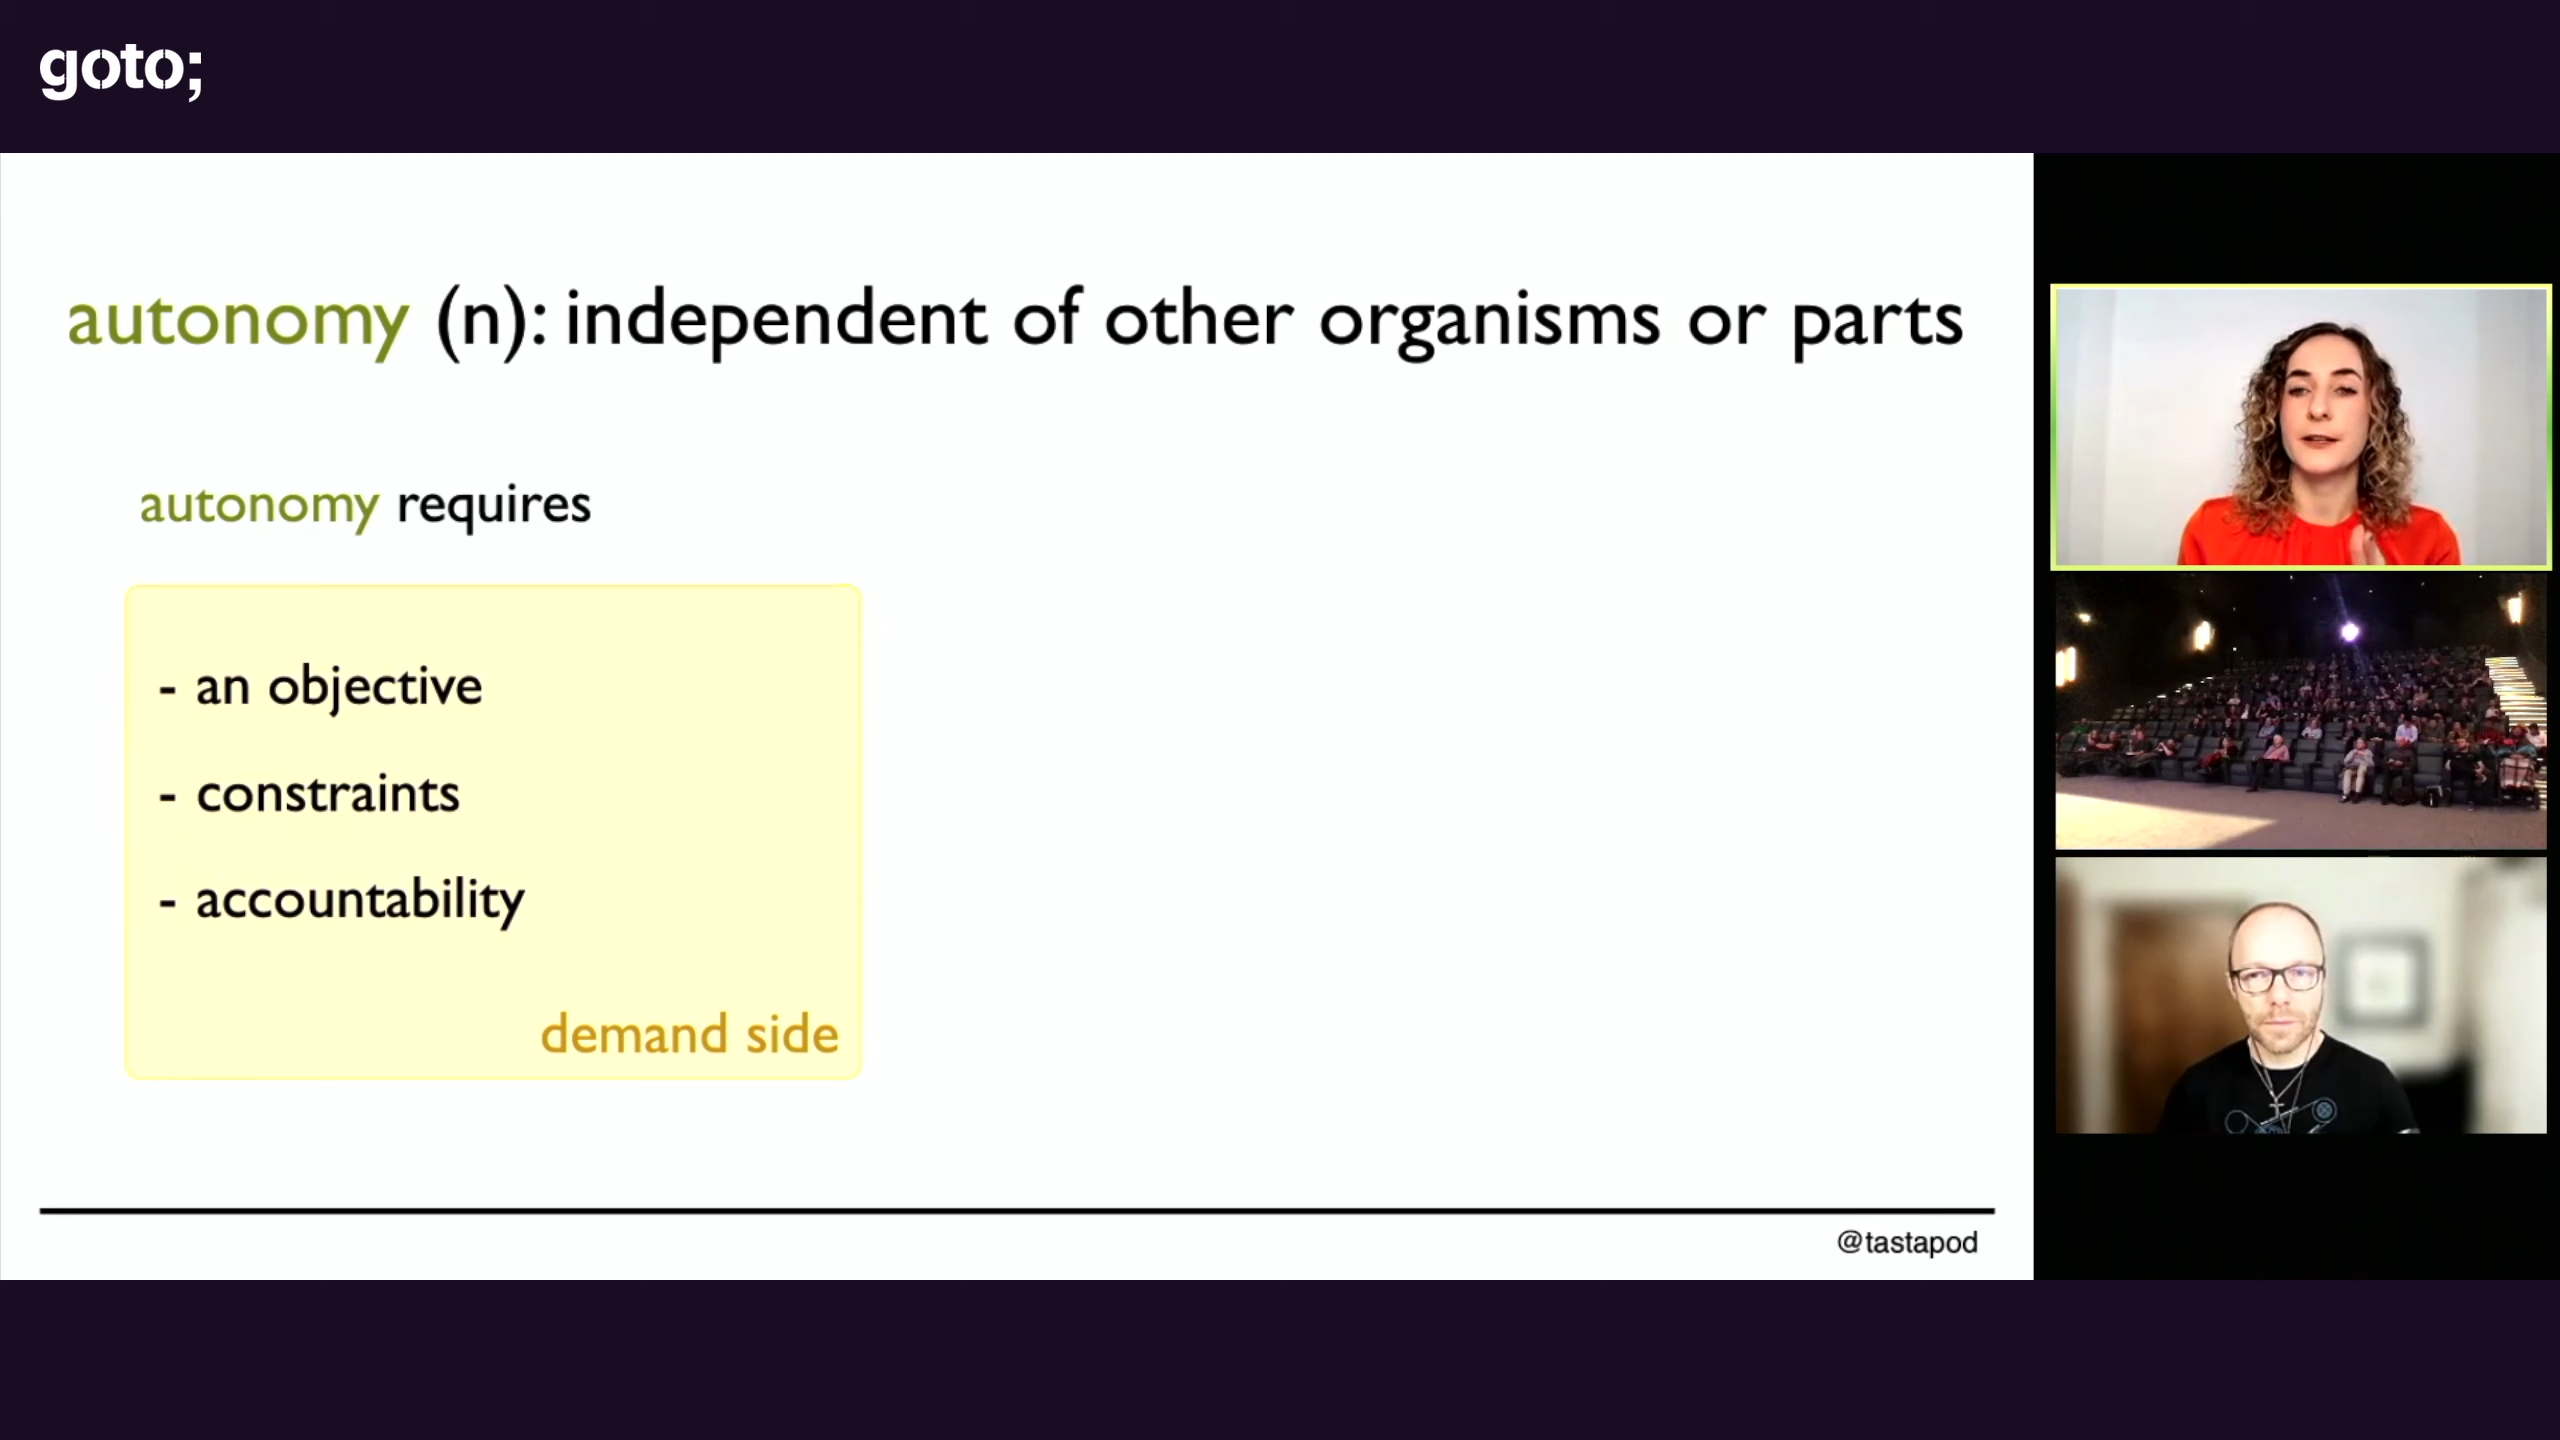 goto;
autonomy (n): independent of other organisms or parts
autonomy requires
- an objective
- constraints
- accountability
demand side
@tastapod